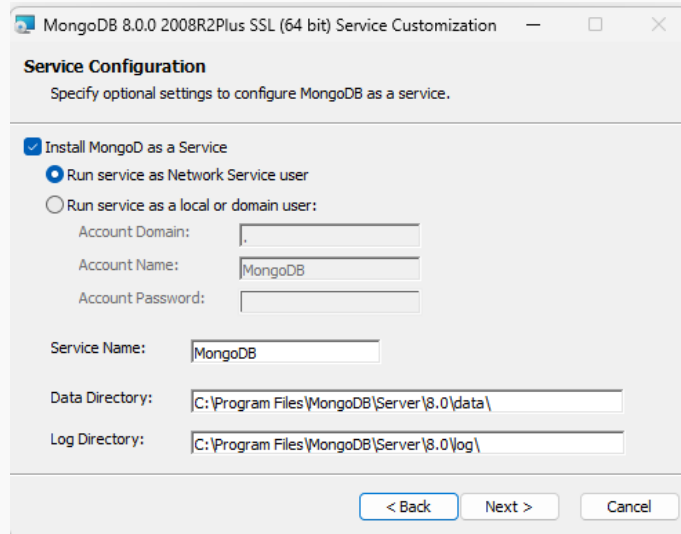 MongoDB 8.0.0 2008R2Plus SSL (64 bit) Service Customization
Service Configuration
Specify optional settings to configure MongoDB as a service.
Install MongoD as a Service
Run service as Network Service user
Run service as a local or domain user:
Account Domain: .
Account Name: MongoDB
Account Password:
Service Name: MongoDB
Data Directory: C:\Program Files\MongoDB\Server\8.0\data\
Log Directory: C:\Program Files\MongoDB\Server\8.0\log\
< Back Next > Cancel